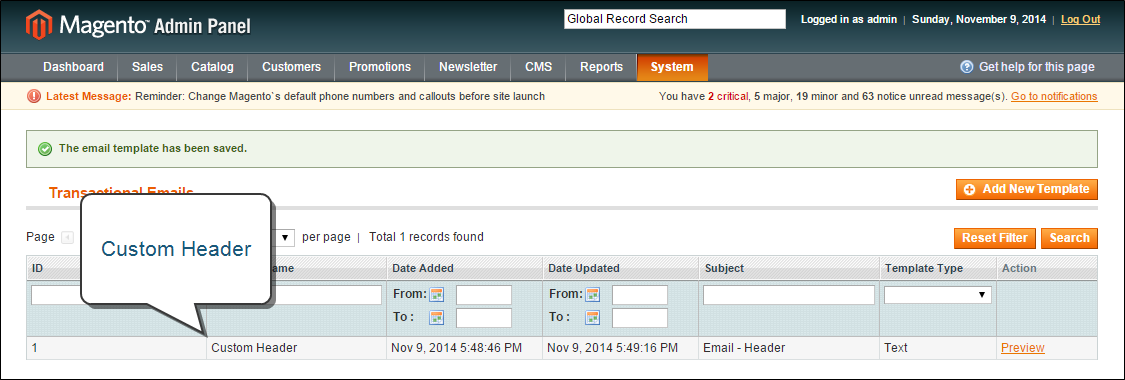 Magento™ Admin Panel
Global Record Search
Logged in as admin | Sunday, November 9, 2014 | Log Out
Dashboard Sales Catalog Customers Promotions Newsletter CMS Reports System Get help for this page
Latest Message: Reminder: Change Magento`s default phone numbers and callouts before site launch You have 2 critical, 5 major, 19 minor and 63 notice unread message(s). Go to notifications
The email template has been saved.
Transactional Emails
Add New Template
Page per page | Total 1 records found Reset Filter Search
Custom Header
ID Date Added Date Updated Subject Template Type Action
From: From:
To : To :
1 Custom Header Nov 9, 2014 5:48:46 PM Nov 9, 2014 5:49:16 PM Email - Header Text Preview